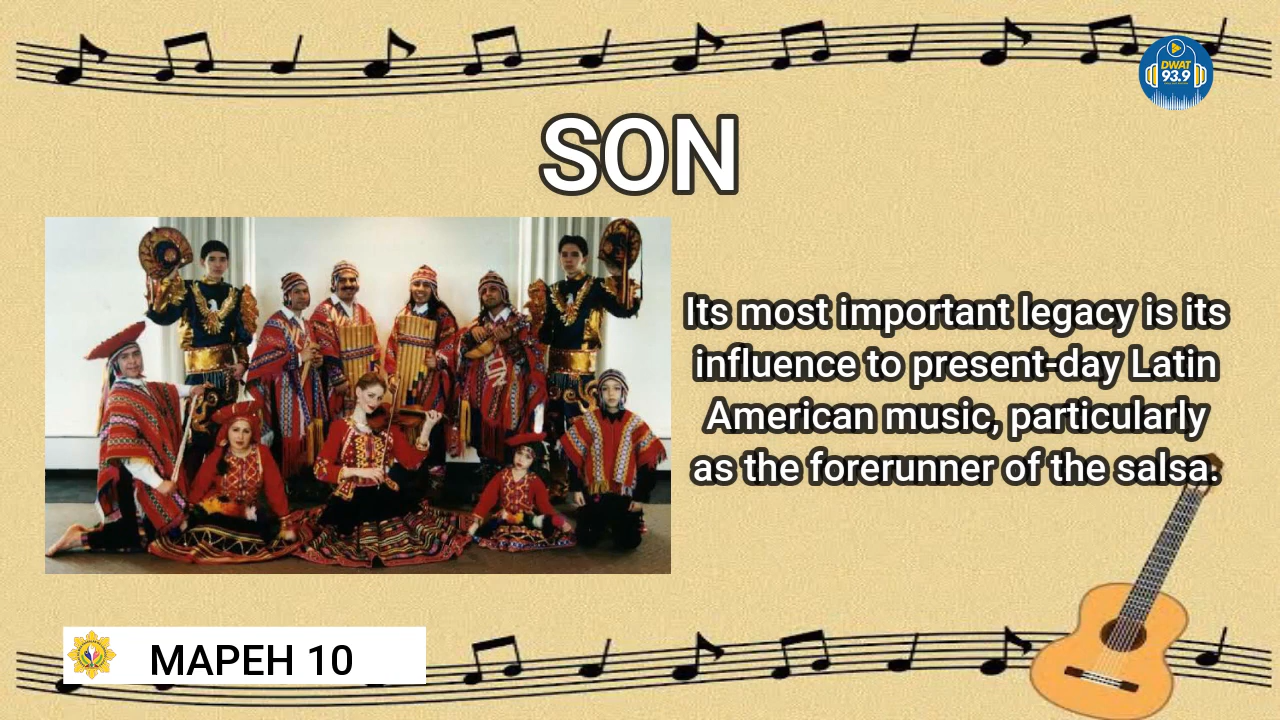 DWAT
93.9
SON
Its most important legacy is its
influence to present-day Latin
American music, particularly
as the forerunner of the salsa.
MAPEH 10